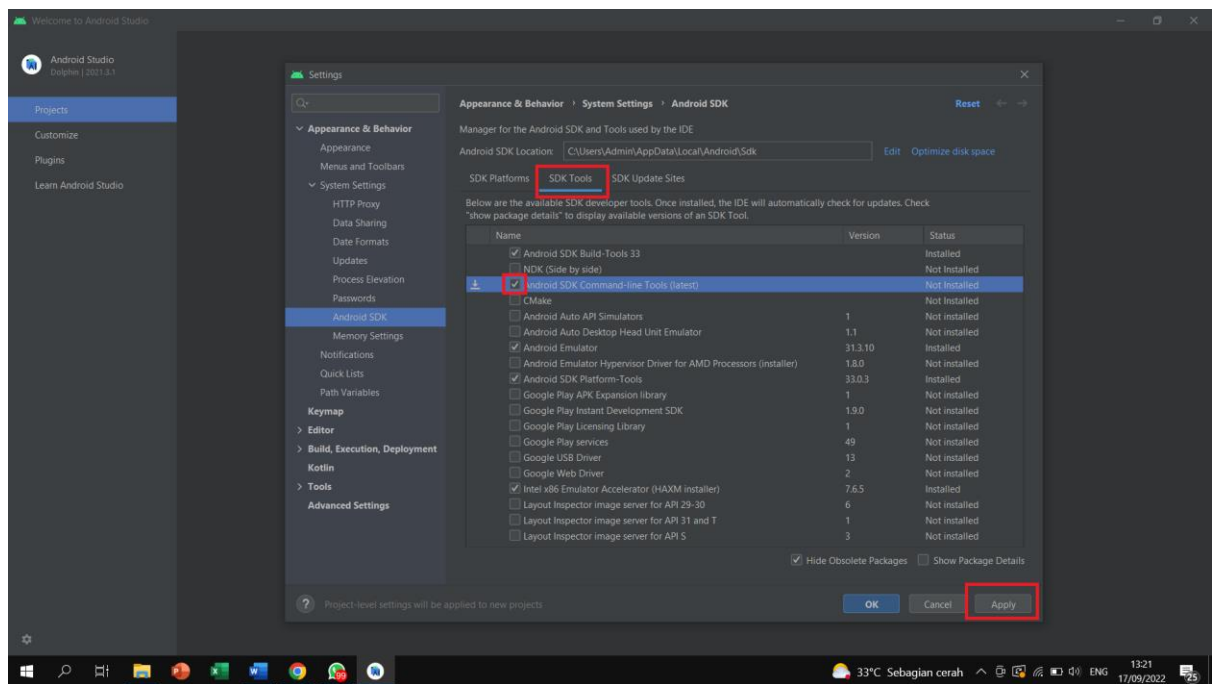 Welcome to Android Studio
Android Studio
Dolphin | 2021.3.1
Projects
Customize
Plugins
Learn Android Studio
Settings
Appearance & Behavior
Appearance
Menus and Toolbars
System Settings
HTTP Proxy
Data Sharing
Date Formats
Updates
Process Elevation
Passwords
Android SDK
Memory Settings
Notifications
Quick Lists
Path Variables
Keymap
Editor
Build, Execution, Deployment
Kotlin
Tools
Advanced Settings
Appearance & Behavior › System Settings › Android SDK
Reset
Manager for the Android SDK and Tools used by the IDE
Android SDK Location: C:\Users\Admin\AppData\Local\Android\Sdk Edit Optimize disk space
SDK Platforms SDK Tools SDK Update Sites
Below are the available SDK developer tools. Once installed, the IDE will automatically check for updates. Check
"show package details" to display available versions of an SDK Tool.
Name Version Status
Android SDK Build-Tools 33 Installed
NDK (Side by side) Not Installed
Android SDK Command-line Tools (latest) Not Installed
CMake Not Installed
Android Auto API Simulators 1 Not installed
Android Auto Desktop Head Unit Emulator 1.1 Not installed
Android Emulator 31.3.10 Installed
Android Emulator Hypervisor Driver for AMD Processors (installer) 1.8.0 Not installed
Android SDK Platform-Tools 33.0.3 Installed
Google Play APK Expansion library 1 Not installed
Google Play Instant Development SDK 1.9.0 Not installed
Google Play Licensing Library 1 Not installed
Google Play services 49 Not installed
Google USB Driver 13 Not installed
Google Web Driver 2 Not installed
Intel x86 Emulator Accelerator (HAXM installer) 7.6.5 Installed
Layout Inspector image server for API 29-30 6 Not installed
Layout Inspector image server for API 31 and T 1 Not installed
Layout Inspector image server for API S 3 Not installed
Hide Obsolete Packages Show Package Details
? Project-level settings will be applied to new projects
OK Cancel Apply
33°C Sebagian cerah ENG
13:21
17/09/2022
25